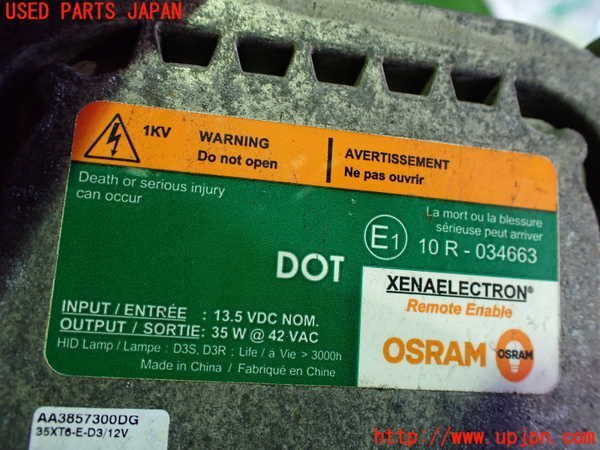 USED PARTS JAPAN
1KV
WARNING
Do not open
AVERTISSEMENT
Ne pas ouvrir
Death or serious injury
can occur
La mort ou la blessure
sérieuse peut arriver
E1 10 R - 034663
DOT
XENAELECTRON®
Remote Enable
OSRAM
OSRAM
INPUT / ENTRÉE : 13.5 VDC NOM.
OUTPUT / SORTIE: 35 W @ 42 VAC
HID Lamp / Lampe : D3S, D3R ; Life / à Vie > 3000h
Made in China / Fabriqué en Chine
AA3857300DG
35XT6-E-D3/12V
http://www.upjpn.com/